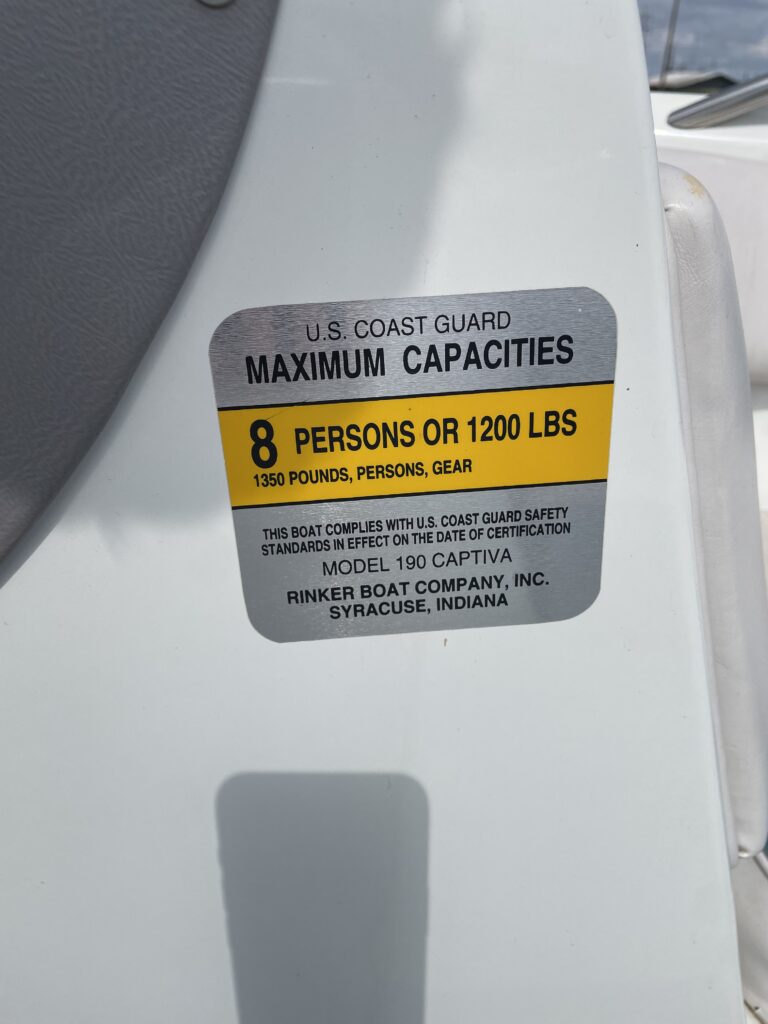 U.S. COAST GUARD
MAXIMUM CAPACITIES
8 PERSONS OR 1200 LBS
1350 POUNDS, PERSONS, GEAR
THIS BOAT COMPLIES WITH U.S. COAST GUARD SAFETY
STANDARDS IN EFFECT ON THE DATE OF CERTIFICATION
MODEL 190 CAPTIVA
RINKER BOAT COMPANY, INC.
SYRACUSE, INDIANA